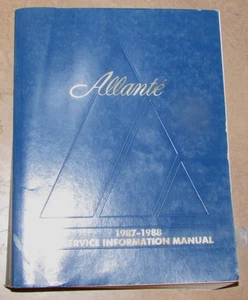 Allanté
1987-1988
SERVICE INFORMATION MANUAL